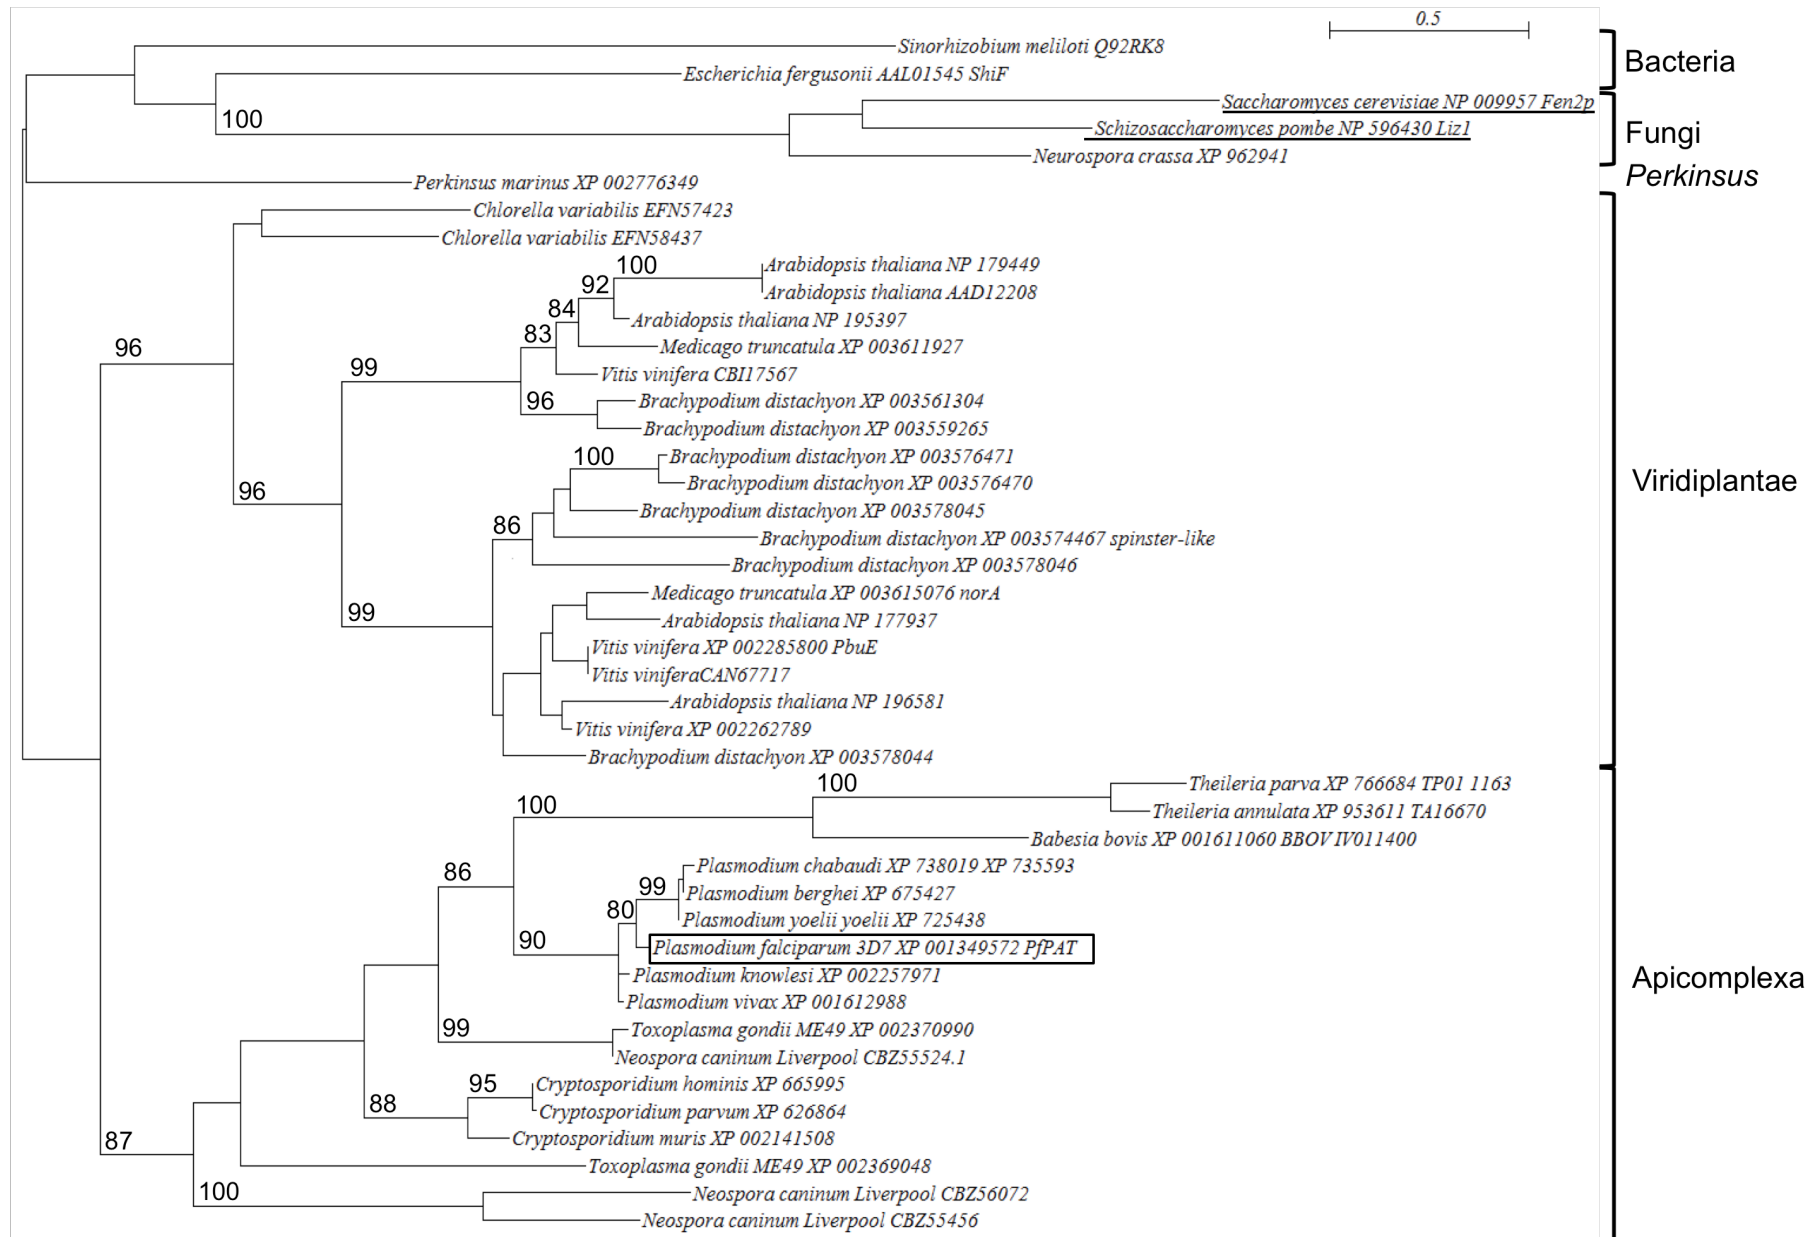 0.5
Sinorhizobium meliloti Q92RK8
Bacteria
Escherichia fergusonii AAL01545 ShiF
100
Saccharomyces cerevisiae NP 009957 Fen2p
Schizosaccharomyces pombe NP 596430 Liz1
Fungi
Neurospora crassa XP 962941
Perkinsus marinus XP 002776349
Perkinsus
Chlorella variabilis EFN57423
Chlorella variabilis EFN58437
100
Arabidopsis thaliana NP 179449
92
Arabidopsis thaliana AAD12208
84
Arabidopsis thaliana NP 195397
83
Medicago truncatula XP 003611927
96
99
Vitis vinifera CBI17567
96
Brachypodium distachyon XP 003561304
Brachypodium distachyon XP 003559265
100
Brachypodium distachyon XP 003576471
Viridiplantae
96
Brachypodium distachyon XP 003576470
Brachypodium distachyon XP 003578045
86
Brachypodium distachyon XP 003574467 spinster-like
Brachypodium distachyon XP 003578046
Medicago truncatula XP 003615076 norA
99
Arabidopsis thaliana NP 177937
Vitis vinifera XP 002285800 PbuE
Vitis viniferaCAN67717
Arabidopsis thaliana NP 196581
Vitis vinifera XP 002262789
Brachypodium distachyon XP 003578044
100
Theileria parva XP 766684 TP01 1163
100
Theileria annulata XP 953611 TA16670
Babesia bovis XP 001611060 BBOV IV011400
86
Plasmodium chabaudi XP 738019 XP 735593
99
Plasmodium berghei XP 675427
80
Plasmodium yoelii yoelii XP 725438
90
Plasmodium falciparum 3D7 XP 001349572 PfPAT
Plasmodium knowlesi XP 002257971
Apicomplexa
Plasmodium vivax XP 001612988
99
Toxoplasma gondii ME49 XP 002370990
Neospora caninum Liverpool CBZ55524.1
95
Cryptosporidium hominis XP 665995
88
Cryptosporidium parvum XP 626864
87
Cryptosporidium muris XP 002141508
Toxoplasma gondii ME49 XP 002369048
100
Neospora caninum Liverpool CBZ56072
Neospora caninum Liverpool CBZ55456